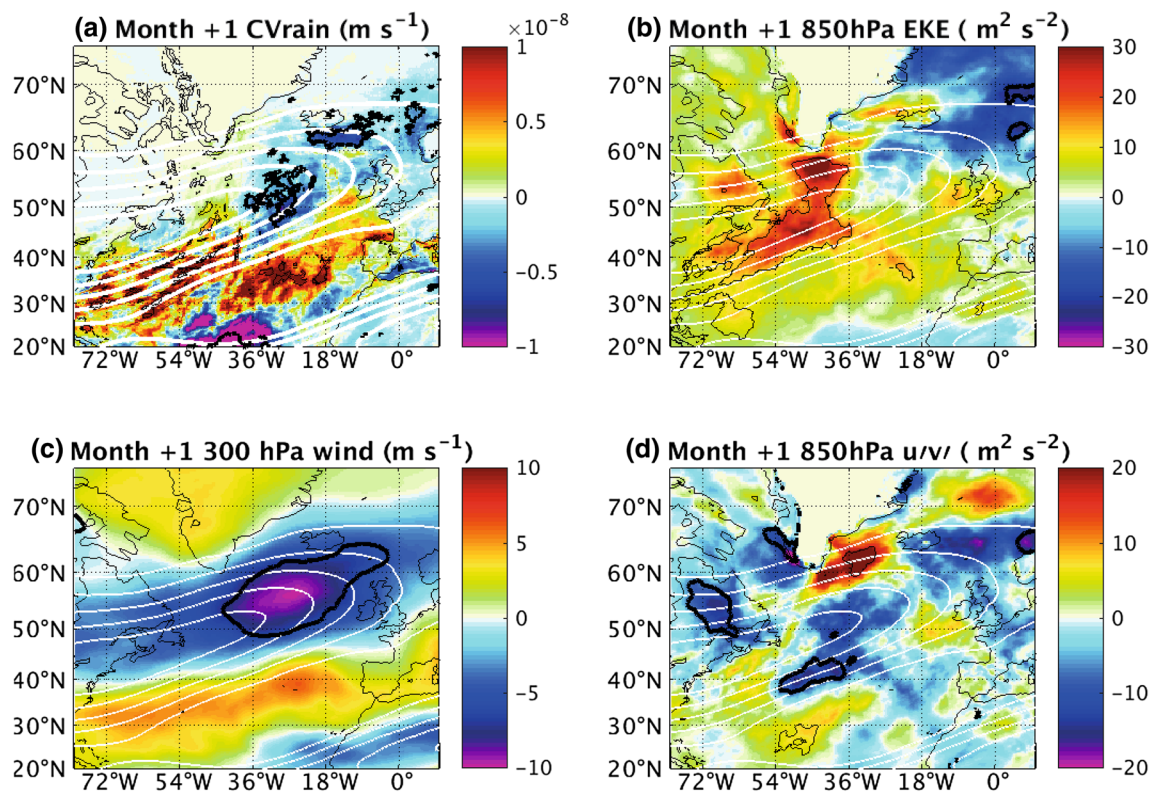 (a) Month +1 CVrain (m s⁻¹) ×10⁻⁸
70°N
60°N
50°N
40°N
30°N
20°N
72°W 54°W 36°W 18°W 0°
1
0.5
0
−0.5
−1
(b) Month +1 850hPa EKE ( m² s⁻²)
70°N
60°N
50°N
40°N
30°N
20°N
72°W 54°W 36°W 18°W 0°
30
20
10
0
−10
−20
−30
(c) Month +1 300 hPa wind (m s⁻¹)
70°N
60°N
50°N
40°N
30°N
20°N
72°W 54°W 36°W 18°W 0°
10
5
0
−5
−10
(d) Month +1 850hPa u′v′ ( m² s⁻²)
70°N
60°N
50°N
40°N
30°N
20°N
72°W 54°W 36°W 18°W 0°
20
10
0
−10
−20